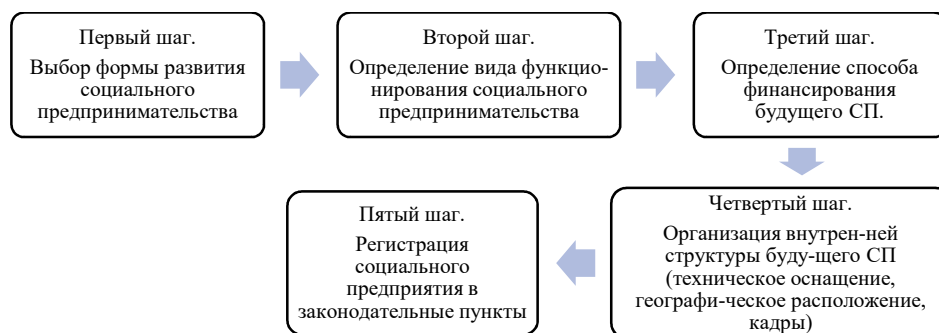 Первый шаг.
Выбор формы развития
социального
предпринимательства
Второй шаг.
Определение вида функцио-
нирования социального
предпринимательства
Третий шаг.
Определение способа
финансирования
будущего СП.
Четвертый шаг.
Организация внутрен-ней
структуры буду-щего СП
(техническое оснащение,
географи-ческое расположение,
кадры)
Пятый шаг.
Регистрация
социального
предприятия в
законодательные пункты